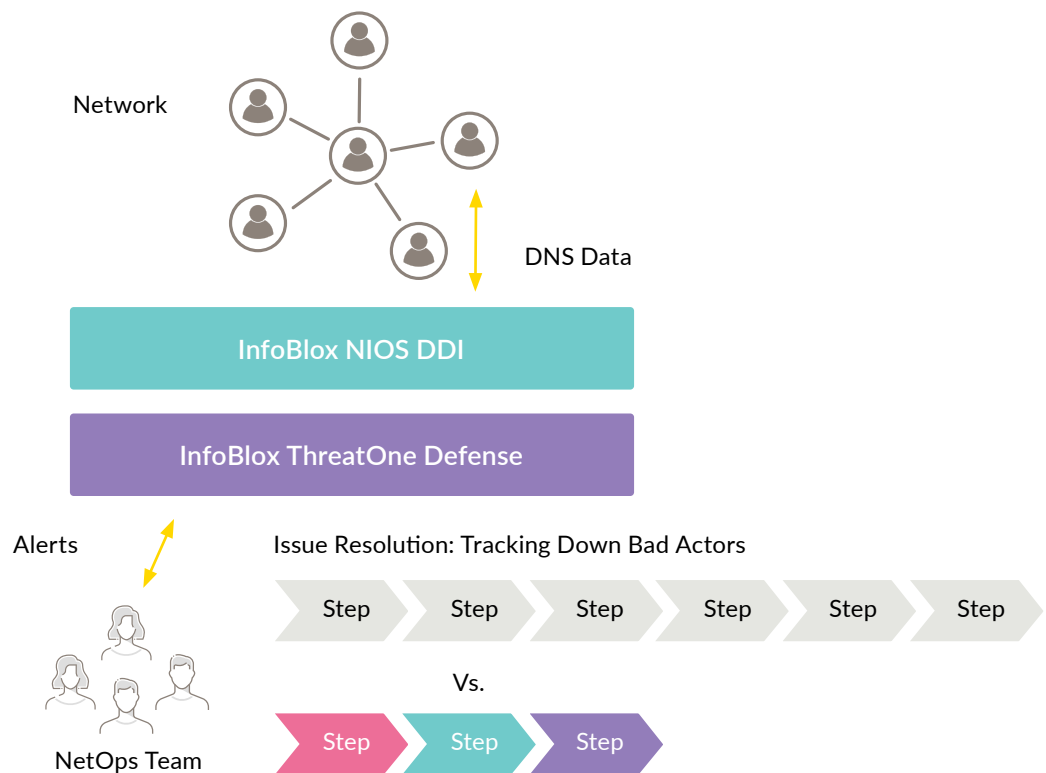 Network
DNS Data
InfoBlox NIOS DDI
InfoBlox ThreatOne Defense
Alerts
Issue Resolution: Tracking Down Bad Actors
Step Step Step Step Step Step
Vs.
Step Step Step
NetOps Team